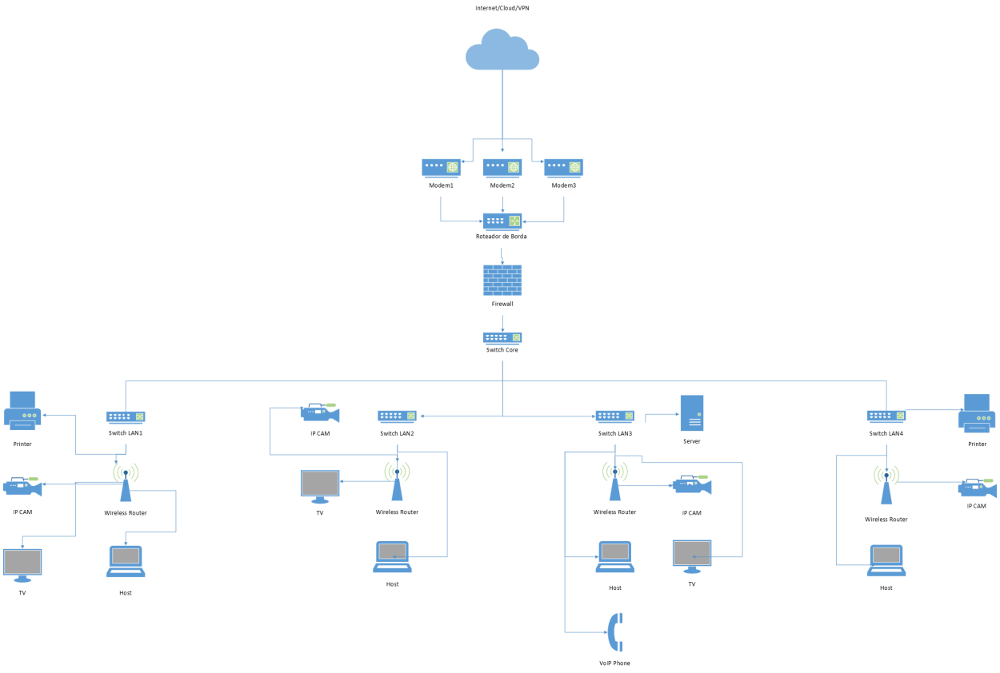 Internet/Cloud/VPN
Modem1
Modem2
Modem3
Roteador de Borda
Firewall
Switch Core
Switch LAN1
IP CAM
Switch LAN2
Switch LAN3
Server
Switch LAN4
Printer
Printer
IP CAM
Wireless Router
TV
Wireless Router
Wireless Router
IP CAM
Wireless Router
IP CAM
TV
Host
Host
Host
TV
Host
VoIP Phone